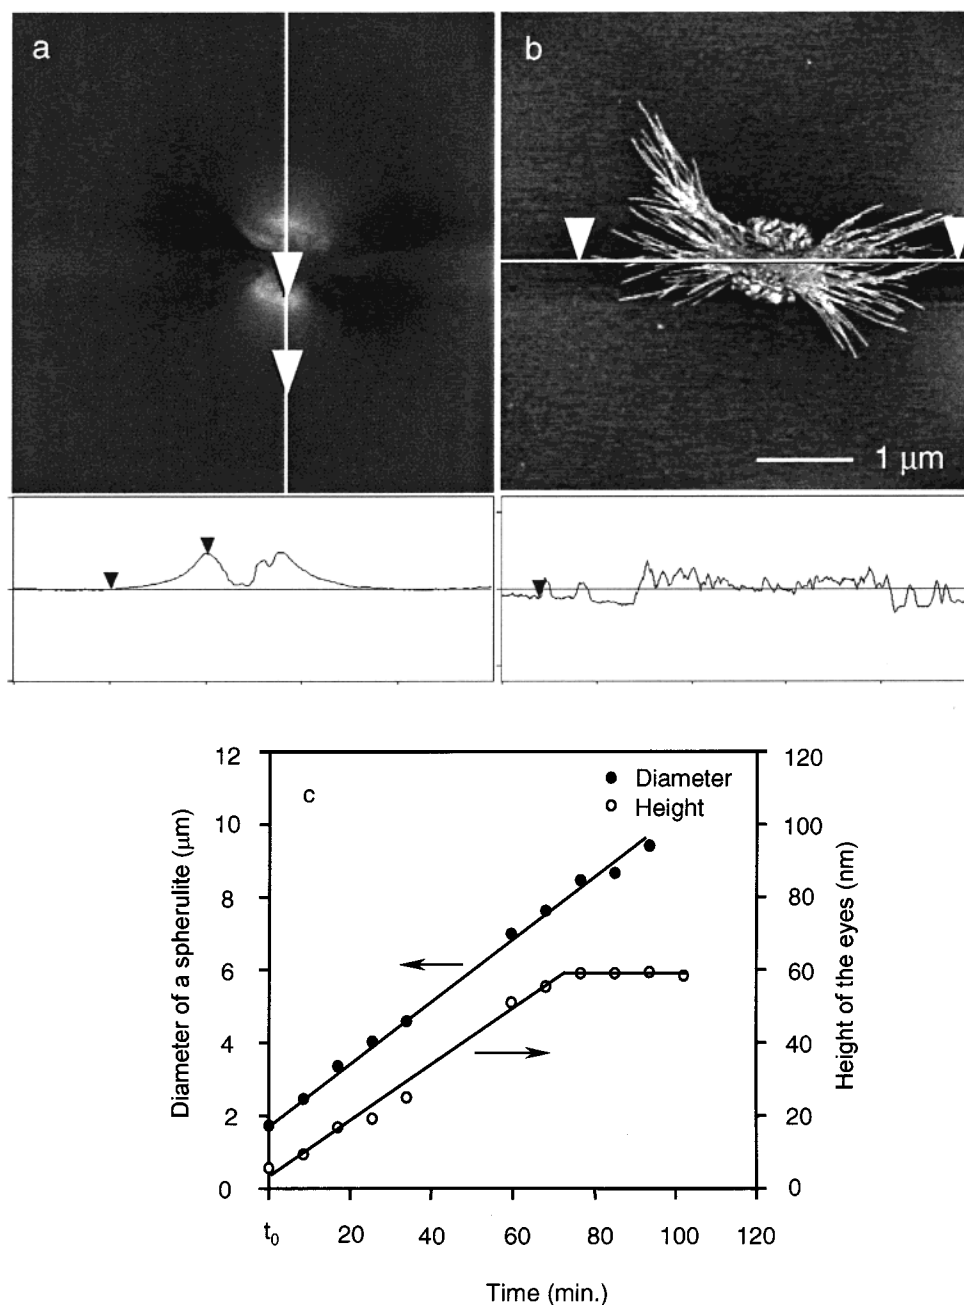 a
b
1 μm
c
Diameter
Height
Diameter of a spherulite (μm)
12
10
8
6
4
2
0
120
100
80
60
40
20
0
Height of the eyes (nm)
t₀ 20 40 60 80 100 120
Time (min.)